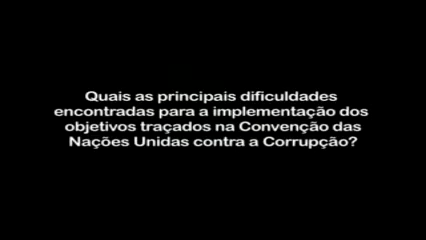 Quais as principais dificuldades
encontradas para a implementação dos
objetivos traçados na Convenção das
Nações Unidas contra a Corrupção?